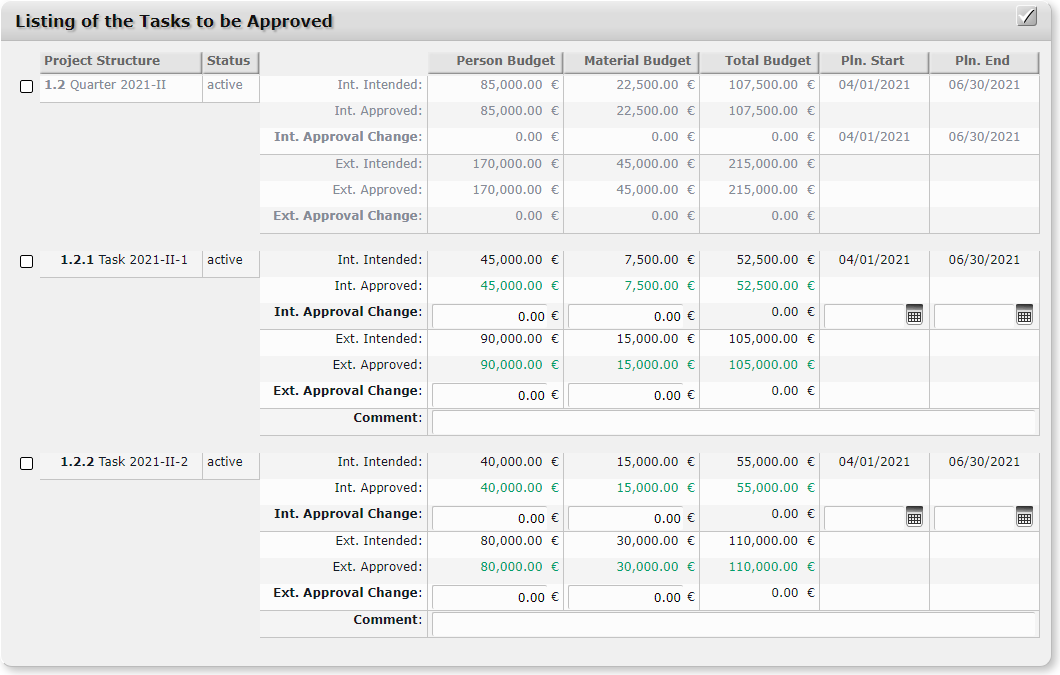 Listing of the Tasks to be Approved
Project Structure Status Person Budget Material Budget Total Budget Pln. Start Pln. End
1.2 Quarter 2021-II active Int. Intended: 85,000.00 € 22,500.00 € 107,500.00 € 04/01/2021 06/30/2021
Int. Approved: 85,000.00 € 22,500.00 € 107,500.00 €
Int. Approval Change: 0.00 € 0.00 € 0.00 € 04/01/2021 06/30/2021
Ext. Intended: 170,000.00 € 45,000.00 € 215,000.00 €
Ext. Approved: 170,000.00 € 45,000.00 € 215,000.00 €
Ext. Approval Change: 0.00 € 0.00 € 0.00 €
1.2.1 Task 2021-II-1 active Int. Intended: 45,000.00 € 7,500.00 € 52,500.00 € 04/01/2021 06/30/2021
Int. Approved: 45,000.00 € 7,500.00 € 52,500.00 €
Int. Approval Change: 0.00 € 0.00 € 0.00 €
Ext. Intended: 90,000.00 € 15,000.00 € 105,000.00 €
Ext. Approved: 90,000.00 € 15,000.00 € 105,000.00 €
Ext. Approval Change: 0.00 € 0.00 € 0.00 €
Comment:
1.2.2 Task 2021-II-2 active Int. Intended: 40,000.00 € 15,000.00 € 55,000.00 € 04/01/2021 06/30/2021
Int. Approved: 40,000.00 € 15,000.00 € 55,000.00 €
Int. Approval Change: 0.00 € 0.00 € 0.00 €
Ext. Intended: 80,000.00 € 30,000.00 € 110,000.00 €
Ext. Approved: 80,000.00 € 30,000.00 € 110,000.00 €
Ext. Approval Change: 0.00 € 0.00 € 0.00 €
Comment: